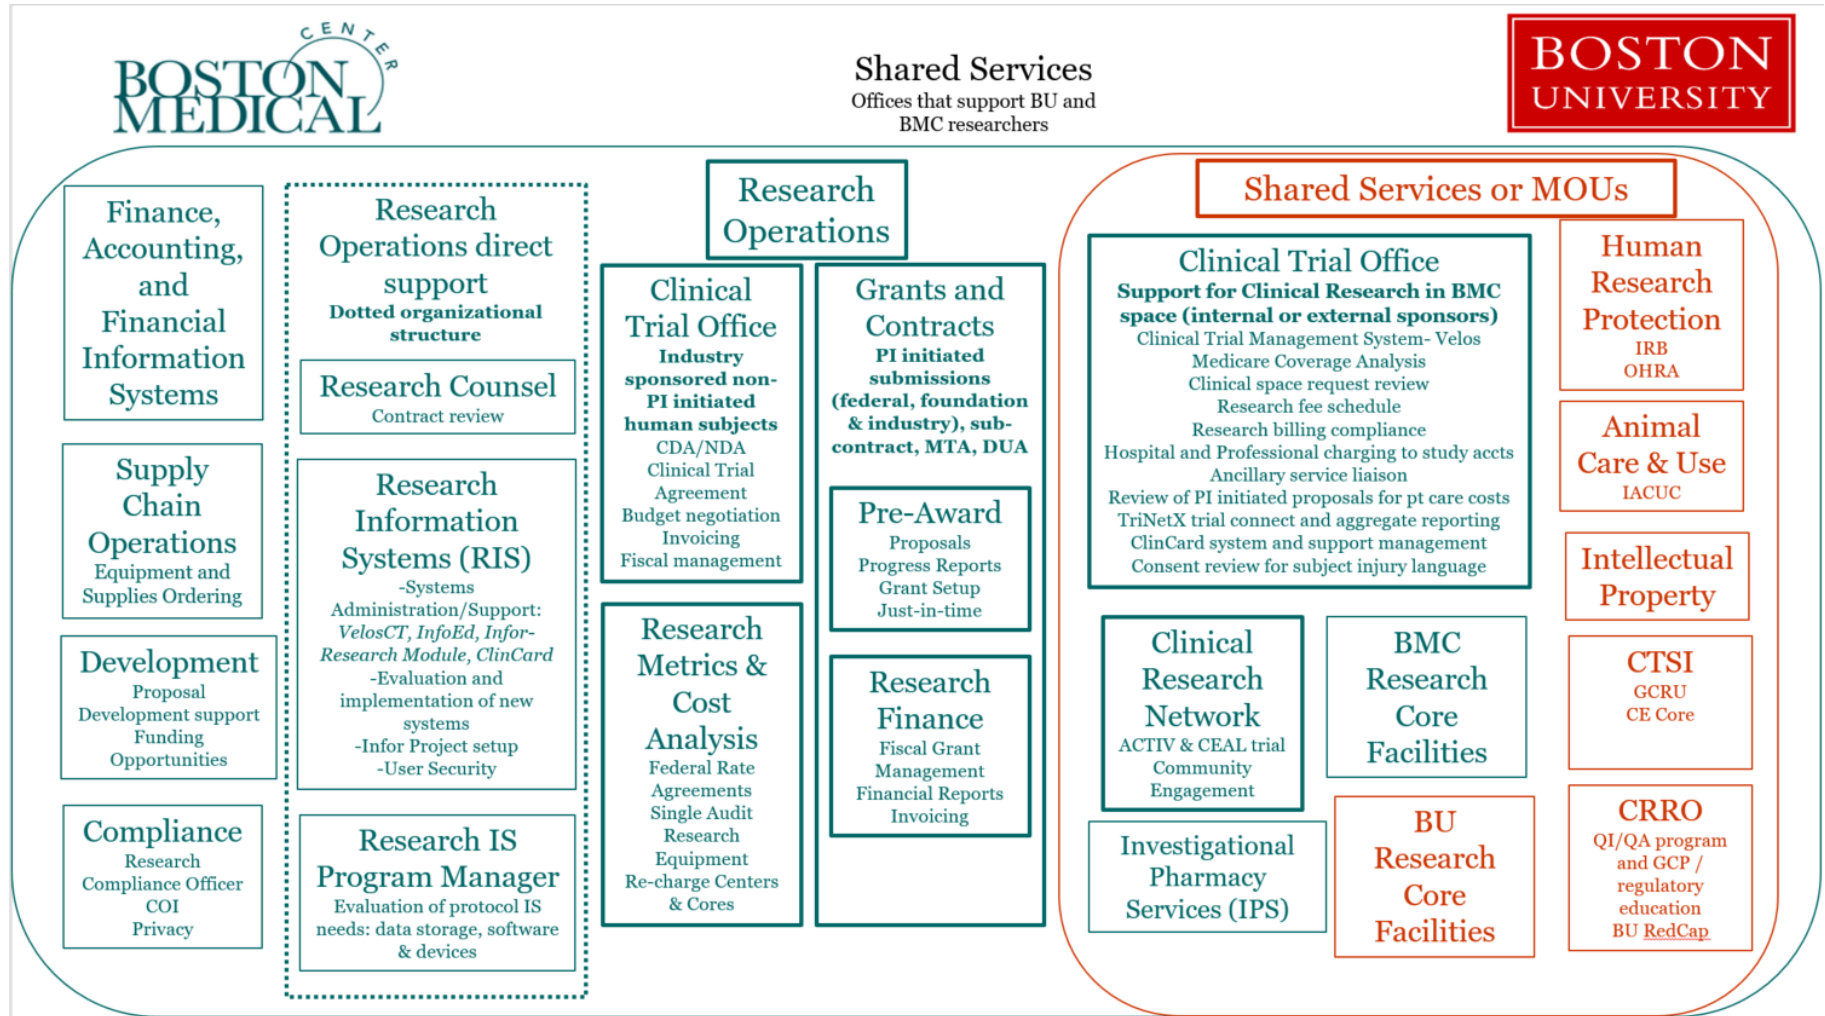 CENTER
BOSTON
MEDICAL
Shared Services
Offices that support BU and
BMC researchers
BOSTON
UNIVERSITY
Finance,
Accounting,
and
Financial
Information
Systems
Supply
Chain
Operations
Equipment and
Supplies Ordering
Development
Proposal
Development support
Funding
Opportunities
Compliance
Research
Compliance Officer
COI
Privacy
Research
Operations direct
support
Dotted organizational
structure
Research Counsel
Contract review
Research
Information
Systems (RIS)
-Systems
Administration/Support:
VelosCT, InfoEd, Infor-
Research Module, ClinCard
-Evaluation and
implementation of new
systems
-Infor Project setup
-User Security
Research IS
Program Manager
Evaluation of protocol IS
needs: data storage, software
& devices
Research
Operations
Clinical
Trial Office
Industry
sponsored non-
PI initiated
human subjects
CDA/NDA
Clinical Trial
Agreement
Budget negotiation
Invoicing
Fiscal management
Research
Metrics &
Cost
Analysis
Federal Rate
Agreements
Single Audit
Research
Equipment
Re-charge Centers
& Cores
Grants and
Contracts
PI initiated
submissions
(federal, foundation
& industry), sub-
contract, MTA, DUA
Pre-Award
Proposals
Progress Reports
Grant Setup
Just-in-time
Research
Finance
Fiscal Grant
Management
Financial Reports
Invoicing
Shared Services or MOUs
Clinical Trial Office
Support for Clinical Research in BMC
space (internal or external sponsors)
Clinical Trial Management System- Velos
Medicare Coverage Analysis
Clinical space request review
Research fee schedule
Research billing compliance
Hospital and Professional charging to study accts
Ancillary service liaison
Review of PI initiated proposals for pt care costs
TriNetX trial connect and aggregate reporting
ClinCard system and support management
Consent review for subject injury language
Clinical
Research
Network
ACTIV & CEAL trial
Community
Engagement
BMC
Research
Core
Facilities
Investigational
Pharmacy
Services (IPS)
BU
Research
Core
Facilities
Human
Research
Protection
IRB
OHRA
Animal
Care & Use
IACUC
Intellectual
Property
CTSI
GCRU
CE Core
CRRO
QI/QA program
and GCP /
regulatory
education
BU RedCap